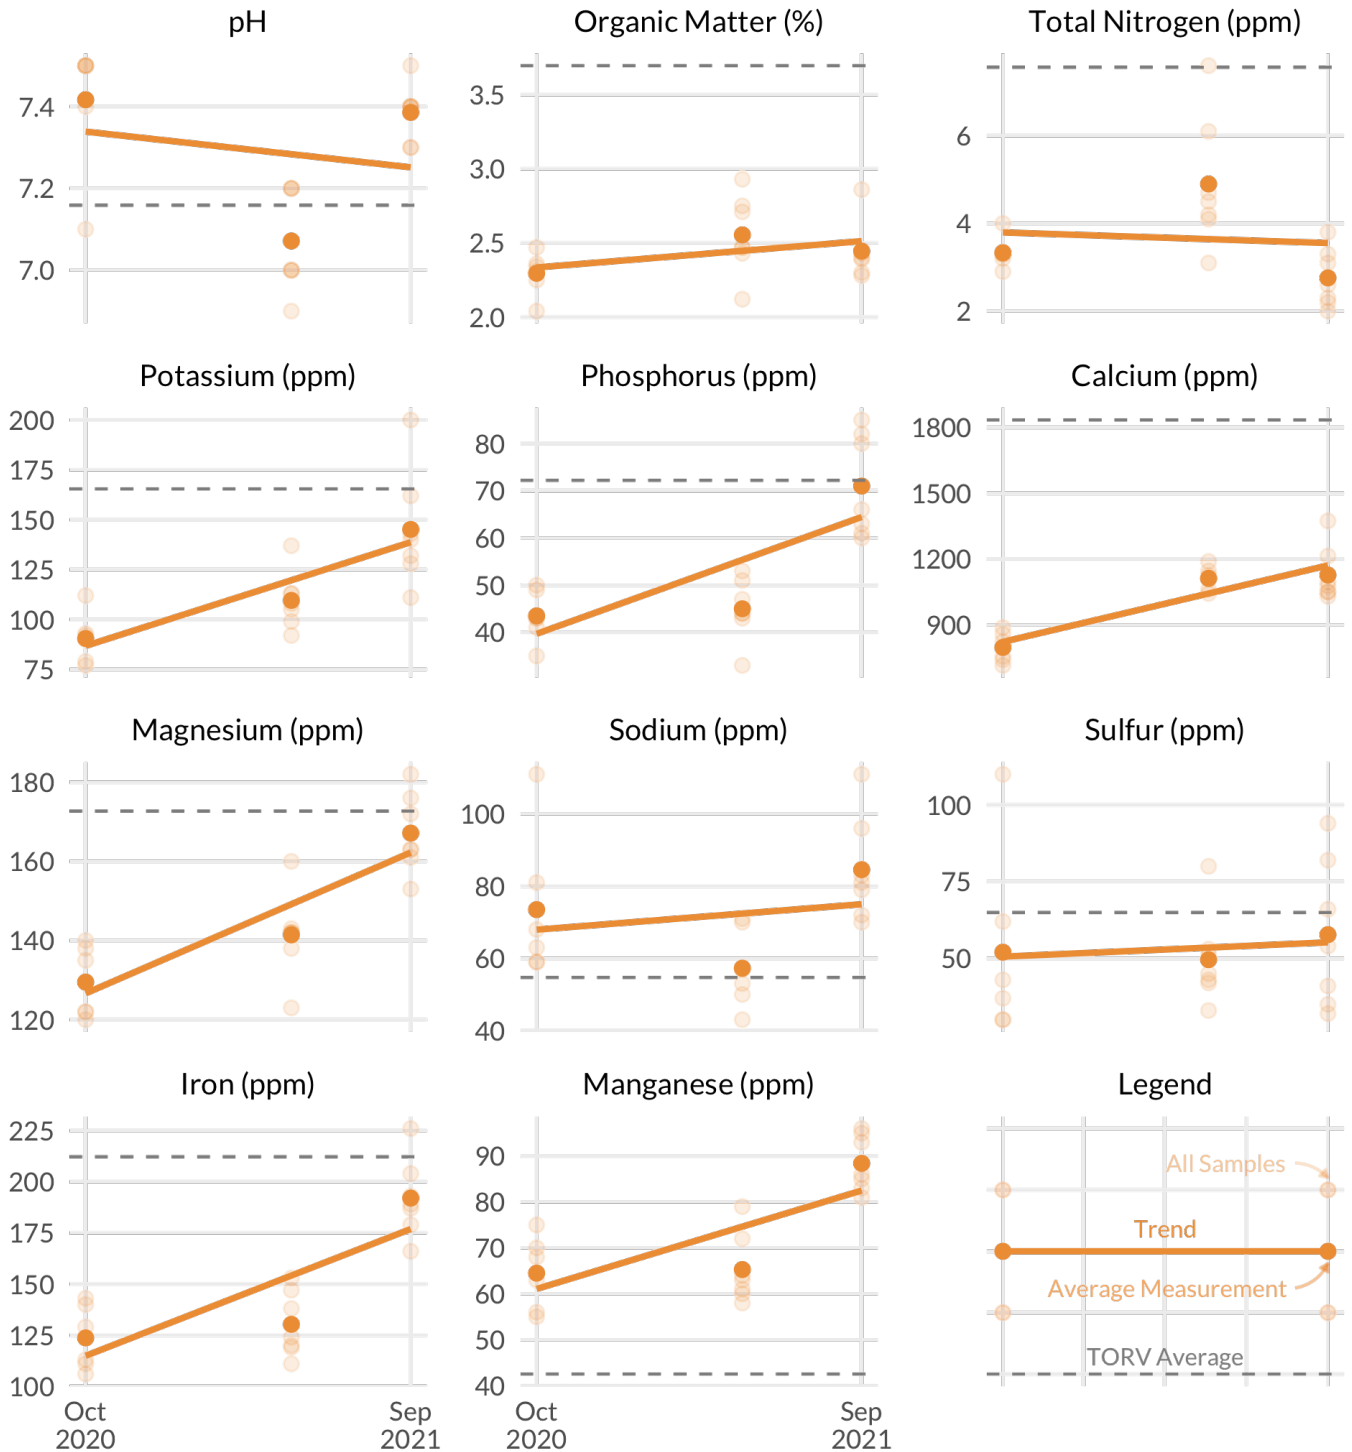 pH
Organic Matter (%)
Total Nitrogen (ppm)
7.4
7.2
7.0
3.5
3.0
2.5
2.0
6
4
2
Potassium (ppm)
Phosphorus (ppm)
Calcium (ppm)
200
175
150
125
100
75
80
70
60
50
40
1800
1500
1200
900
Magnesium (ppm)
Sodium (ppm)
Sulfur (ppm)
180
160
140
120
100
80
60
40
100
75
50
Iron (ppm)
Manganese (ppm)
Legend
225
200
175
150
125
100
90
80
70
60
50
40
All Samples
Trend
Average Measurement
TORV Average
Oct
2020
Sep
2021
Oct
2020
Sep
2021